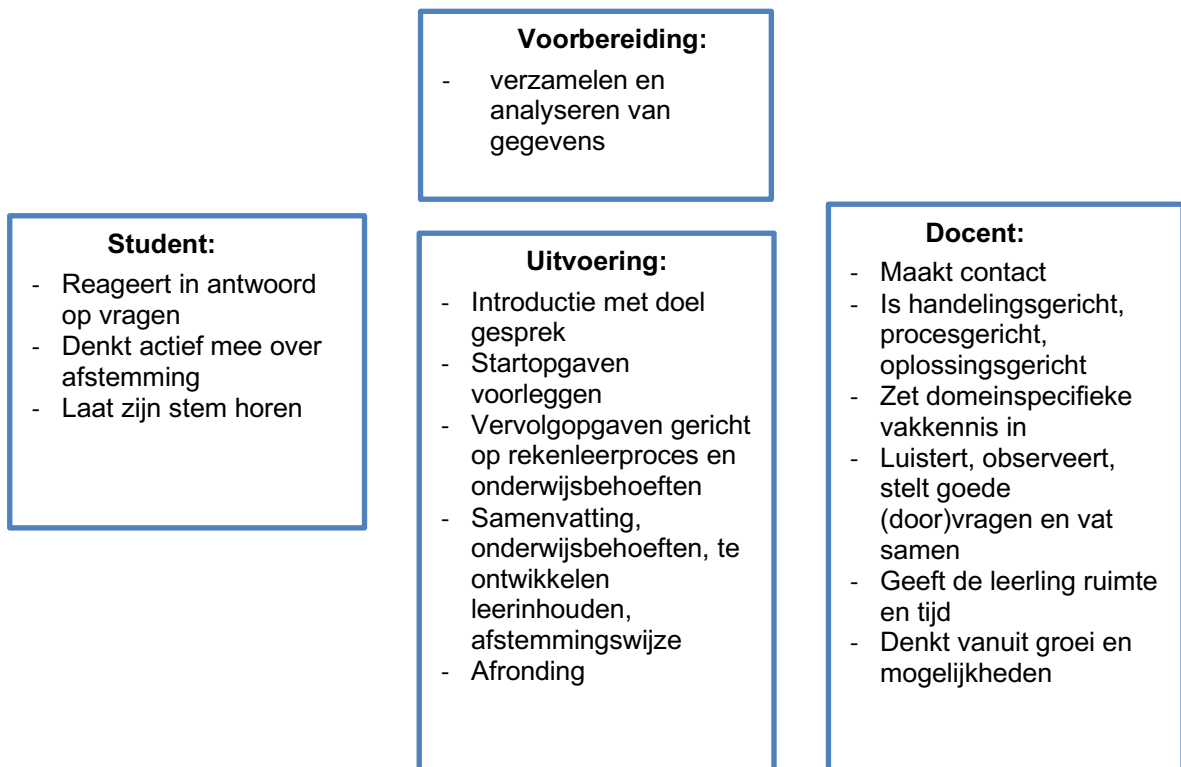 Voorbereiding:
- verzamelen en
analyseren van
gegevens
Student:
- Reageert in antwoord
op vragen
- Denkt actief mee over
afstemming
- Laat zijn stem horen
Uitvoering:
- Introductie met doel
gesprek
- Startopgaven
voorleggen
- Vervolgopgaven gericht
op rekenleerproces en
onderwijsbehoeften
- Samenvatting,
onderwijsbehoeften, te
ontwikkelen
leerinhouden,
afstemmingswijze
- Afronding
Docent:
- Maakt contact
- Is handelingsgericht,
procesgericht,
oplossingsgericht
- Zet domeinspecifieke
vakkennis in
- Luistert, observeert,
stelt goede
(door)vragen en vat
samen
- Geeft de leerling ruimte
en tijd
- Denkt vanuit groei en
mogelijkheden